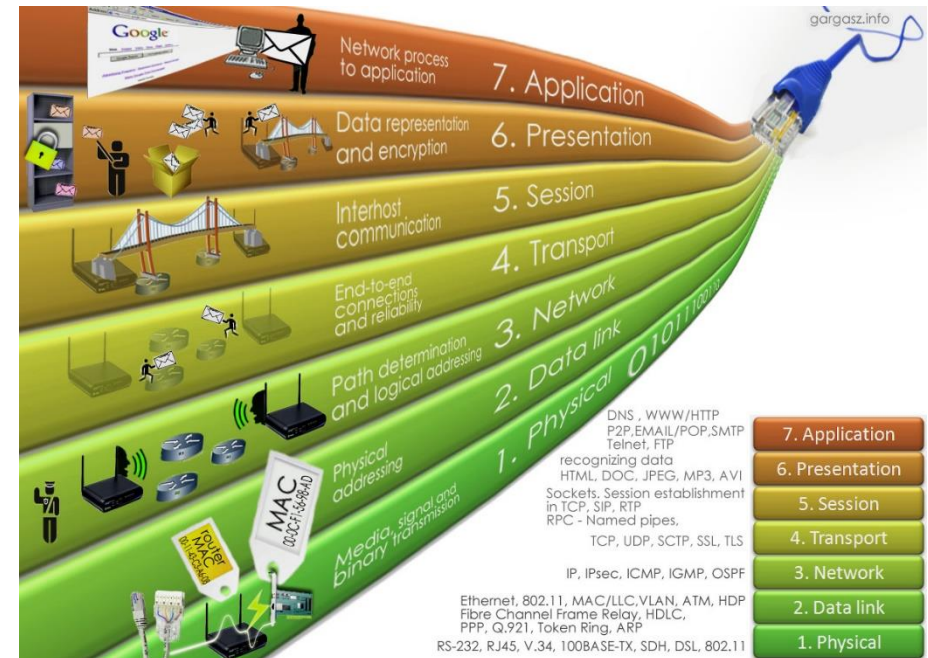 gargasz.info
Google
Network process
to application
7. Application
Data representation
and encryption
6. Presentation
Interhost
communication
5. Session
End-to-end
connections
and reliability
4. Transport
Path determination
and logical addressing
3. Network
Physical
addressing
2. Data link
Media, signal and
binary transmission
1. Physical
MAC
router
MAC
DNS , WWW/HTTP
P2P,EMAIL/POP,SMTP
Telnet, FTP
7. Application
recognizing data
HTML, DOC, JPEG, MP3, AVI
6. Presentation
Sockets. Session establishment
in TCP, SIP, RTP
RPC - Named pipes,
5. Session
TCP, UDP, SCTP, SSL, TLS
4. Transport
IP, IPsec, ICMP, IGMP, OSPF
3. Network
Ethernet, 802.11, MAC/LLC,VLAN, ATM, HDP
Fibre Channel Frame Relay, HDLC,
PPP, Q.921, Token Ring, ARP
2. Data link
RS-232, RJ45, V.34, 100BASE-TX, SDH, DSL, 802.11
1. Physical